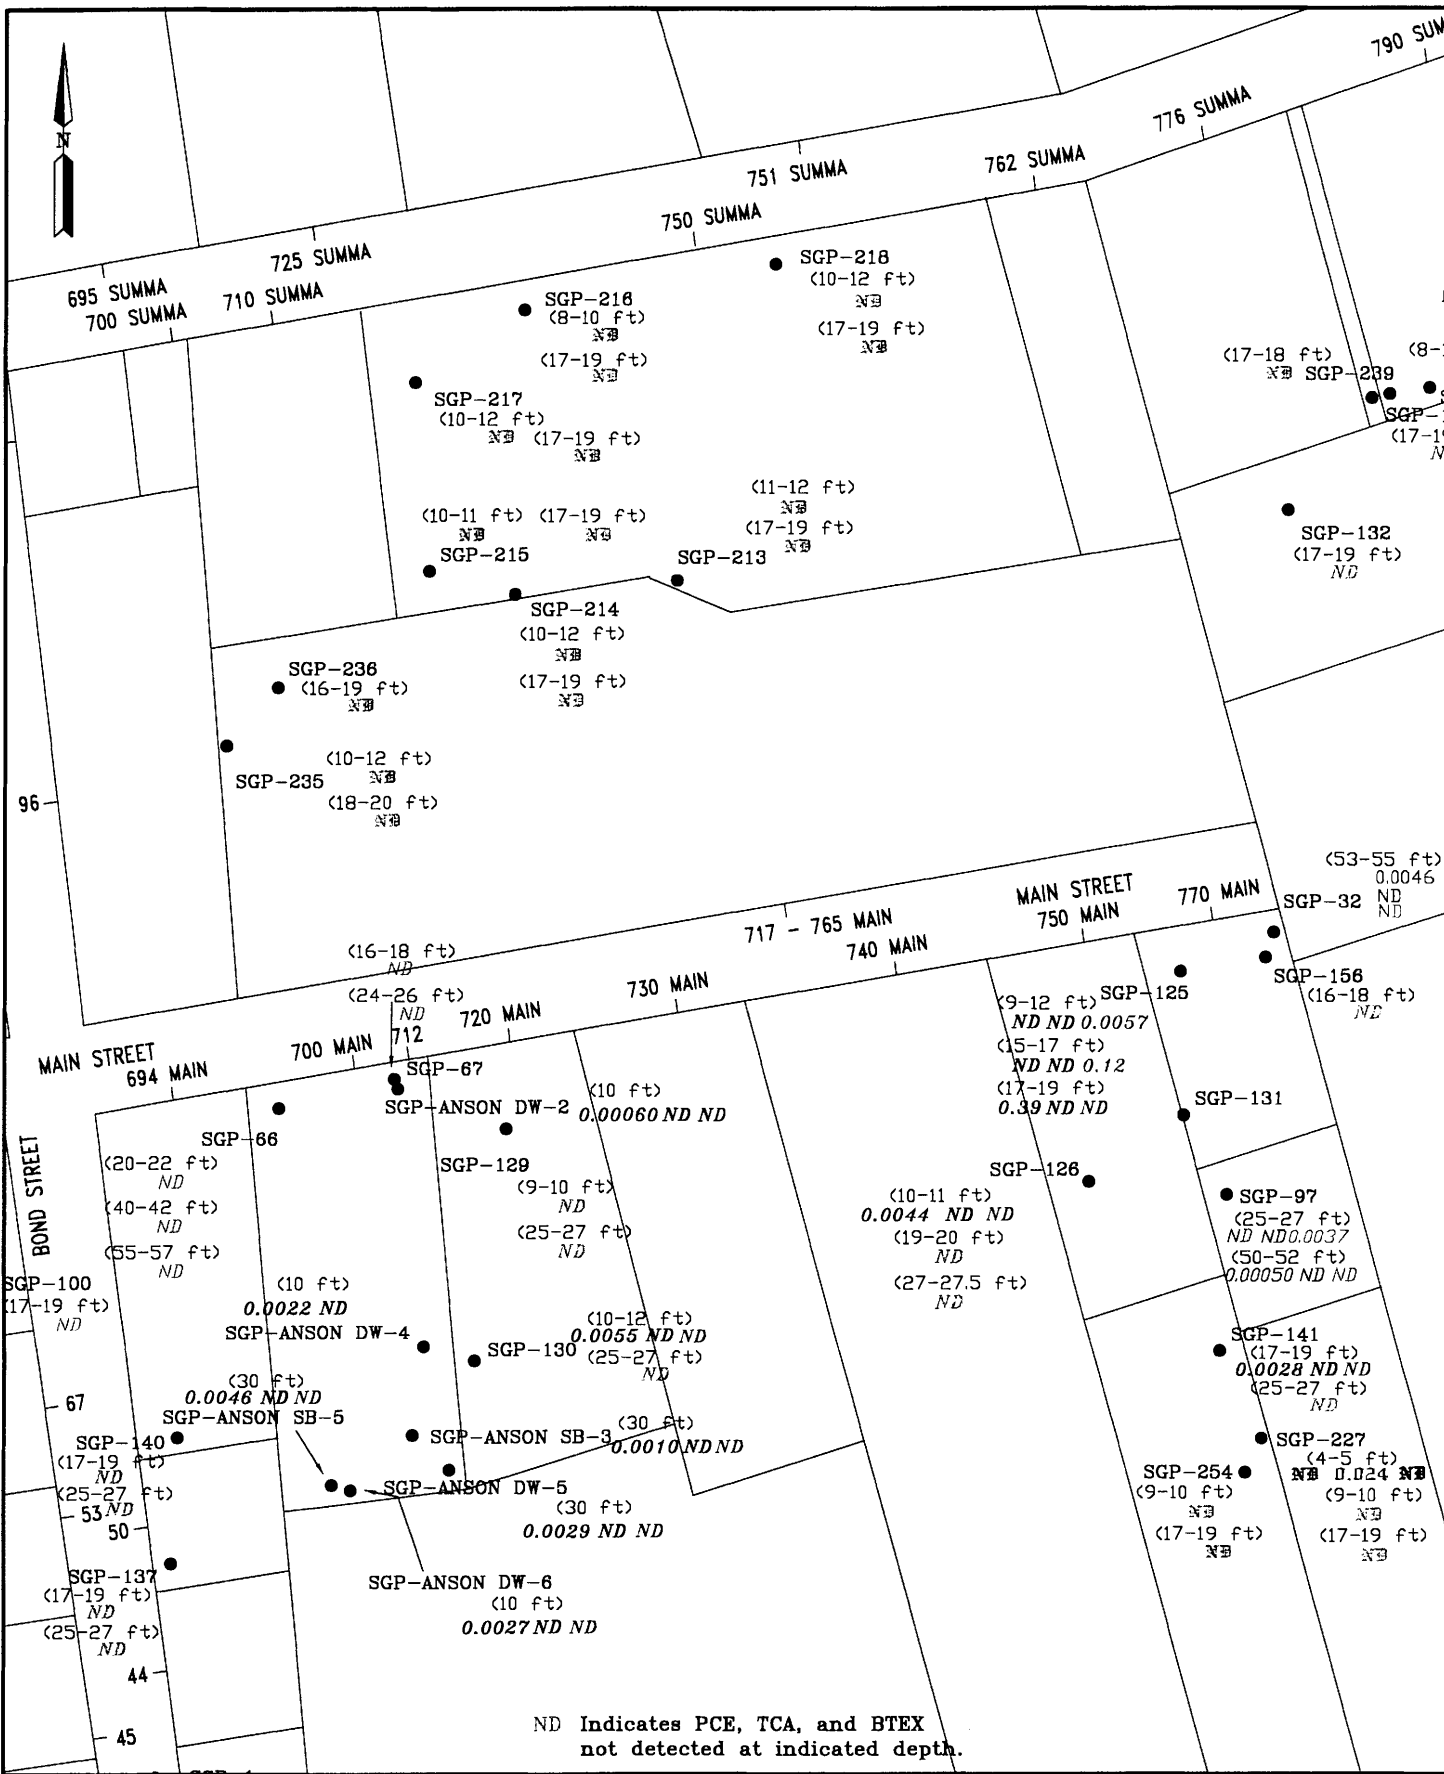 790 SUM
776 SUMMA
N
762 SUMMA
751 SUMMA
750 SUMMA
725 SUMMA
695 SUMMA
710 SUMMA
700 SUMMA
SGP-218
(10-12 ft)
ND
(17-19 ft)
ND
SGP-216
(8-10 ft)
ND
(17-19 ft)
ND
(17-18 ft)
ND SGP-239
(8-1
SGP-1
(17-19
SGP-217
(10-12 ft)
ND (17-19 ft)
ND
(11-12 ft)
ND
(17-19 ft)
ND
SGP-213
(10-11 ft) (17-19 ft)
ND ND
SGP-215
SGP-132
(17-19 ft)
ND
SGP-214
(10-12 ft)
ND
(17-19 ft)
ND
SGP-236
(16-19 ft)
ND
SGP-235
(10-12 ft)
ND
(18-20 ft)
ND
96
(53-55 ft)
0.0046
SGP-32 ND
ND
MAIN STREET
770 MAIN
750 MAIN
717 - 765 MAIN
740 MAIN
730 MAIN
720 MAIN
712
700 MAIN
MAIN STREET
694 MAIN
(16-18 ft)
ND
(24-26 ft)
ND
SGP-156
(16-18 ft)
ND
(9-12 ft) SGP-125
ND ND 0.0057
(15-17 ft)
ND ND 0.12
(17-19 ft)
0.39 ND ND
SGP-67
SGP-ANSON DW-2
(10 ft)
0.00060 ND ND
SGP-66
(20-22 ft)
ND
(40-42 ft)
ND
(55-57 ft)
ND
BOND STREET
SGP-129
(9-10 ft)
ND
(25-27 ft)
ND
SGP-131
SGP-126
(10-11 ft)
0.0044 ND ND
(19-20 ft)
ND
(27-27.5 ft)
ND
SGP-97
(25-27 ft)
ND ND 0.0037
(50-52 ft)
0.00050 ND ND
SGP-100
(17-19 ft)
ND
(10 ft)
0.0022 ND
SGP-ANSON DW-4
(10-12 ft)
0.0055 ND ND
SGP-130
(25-27 ft)
ND
SGP-141
(17-19 ft)
0.0028 ND ND
(25-27 ft)
ND
(30 ft)
0.0046 ND ND
SGP-ANSON SB-5
67
SGP-140
(17-19 ft)
ND
(25-27 ft)
ND
53
50
SGP-ANSON SB-3
(30 ft)
0.0010 ND ND
SGP-ANSON DW-5
(30 ft)
0.0029 ND ND
SGP-227
(4-5 ft)
ND 0.024 ND
(9-10 ft)
ND
(17-19 ft)
ND
SGP-254
(9-10 ft)
ND
(17-19 ft)
ND
SGP-ANSON DW-6
(10 ft)
0.0027 ND ND
SGP-137
(17-19 ft)
ND
(25-27 ft)
ND
44
45
ND Indicates PCE, TCA, and BTEX
not detected at indicated depth.